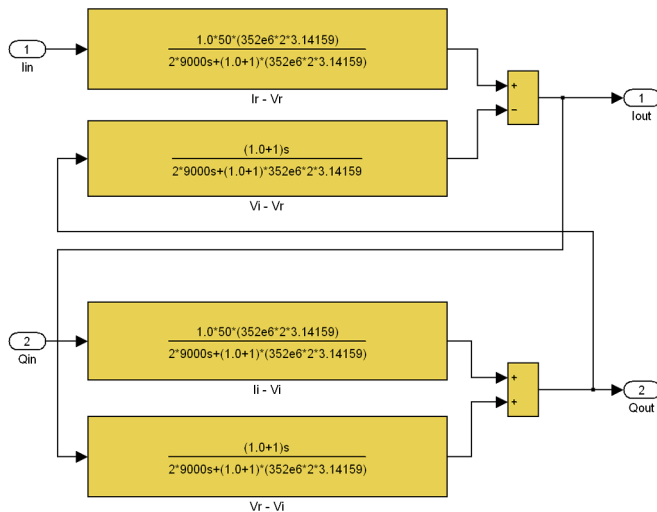 1
Iin
1.0*50*(352e6*2*3.14159)
2*9000s+(1.0+1)*(352e6*2*3.14159)
Ir - Vr
+
−
1
Iout
(1.0+1)s
2*9000s+(1.0+1)*352e6*2*3.14159
Vi - Vr
2
Qin
1.0*50*(352e6*2*3.14159)
2*9000s+(1.0+1)*(352e6*2*3.14159)
Ii - Vi
+
+
2
Qout
(1.0+1)s
2*9000s+(1.0+1)*(352e6*2*3.14159)
Vr - Vi